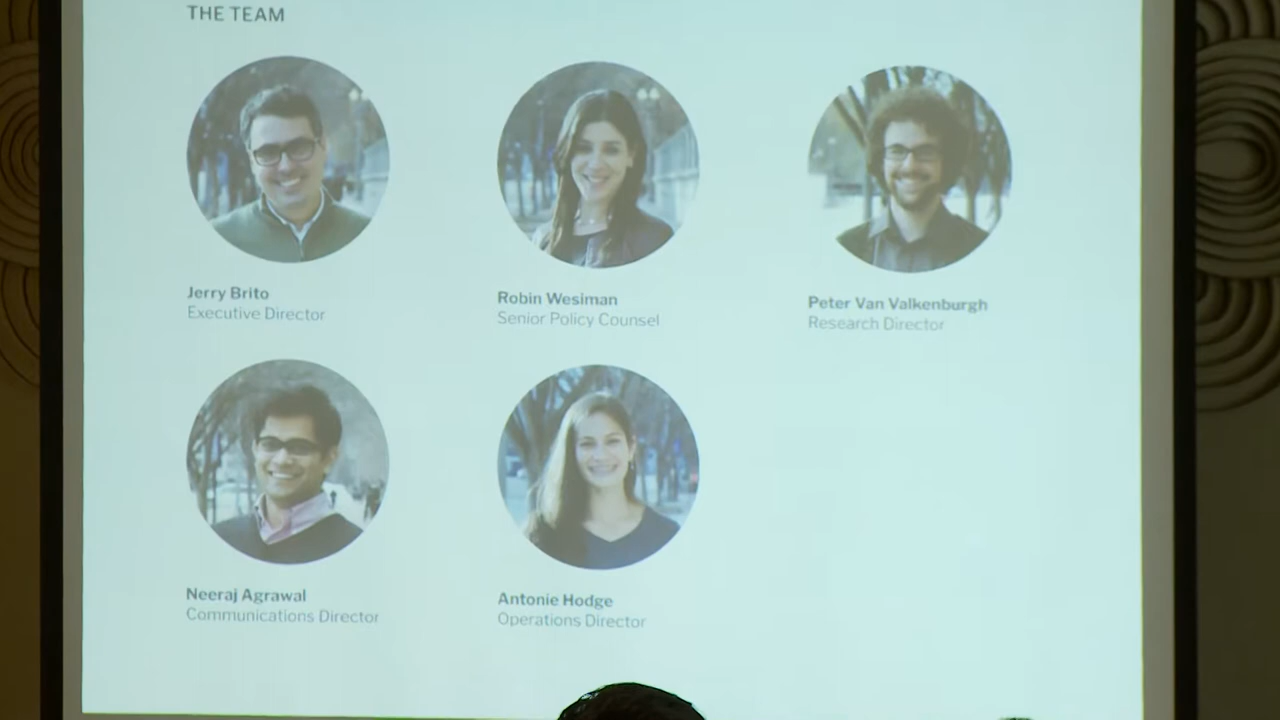 THE TEAM
Jerry Brito
Executive Director
Robin Wesiman
Senior Policy Counsel
Peter Van Valkenburgh
Research Director
Neeraj Agrawal
Communications Director
Antonie Hodge
Operations Director